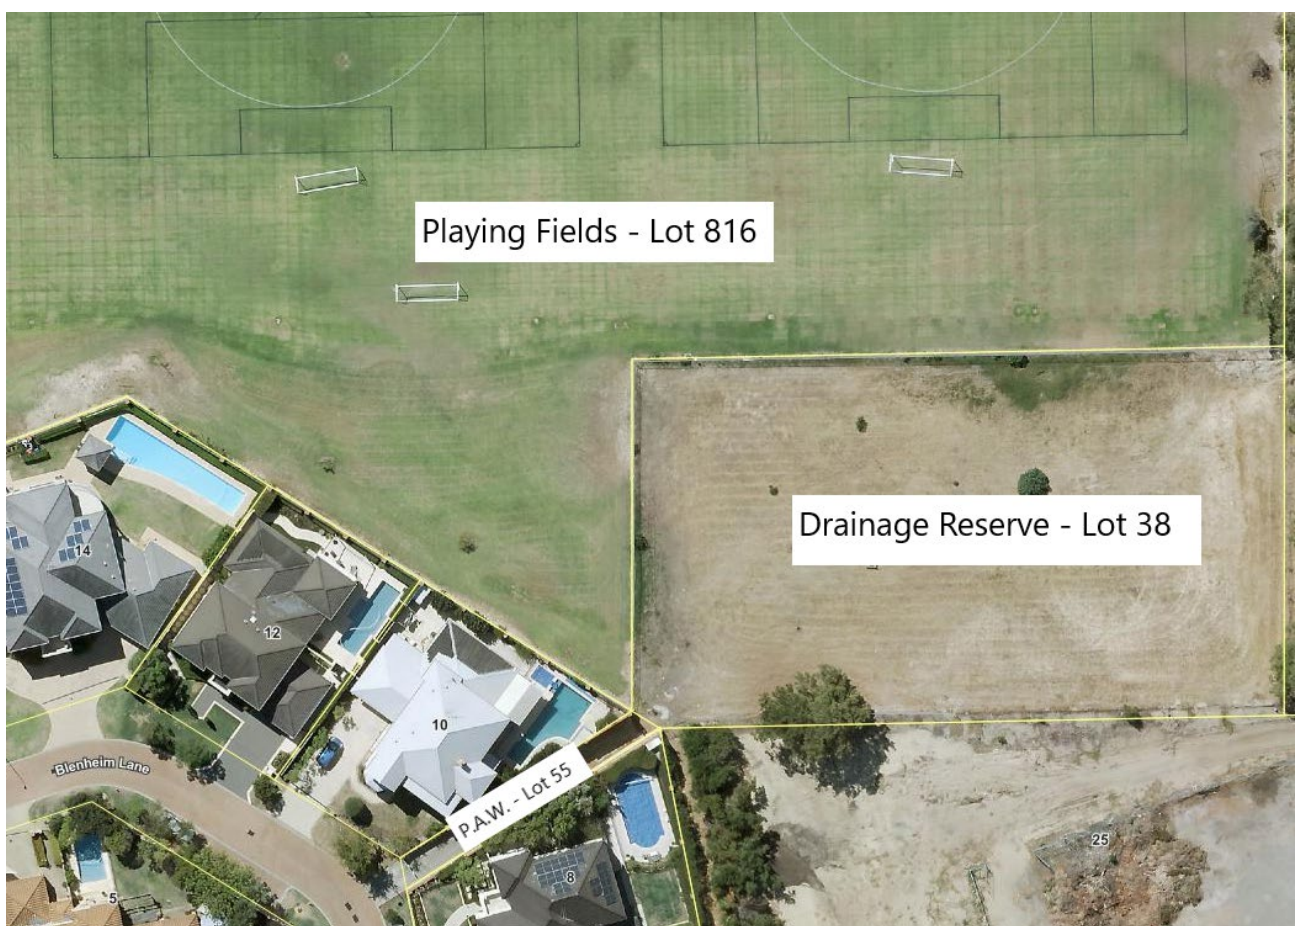 Playing Fields - Lot 816
Drainage Reserve - Lot 38
14
12
10
Blenheim Lane
P.A.W. - Lot 55
25
8
5